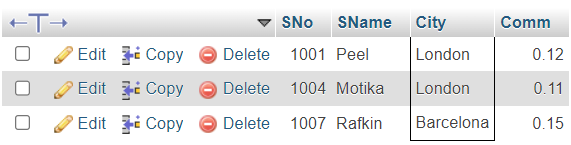 SNo SName City Comm
Edit Copy Delete 1001 Peel London 0.12
Edit Copy Delete 1004 Motika London 0.11
Edit Copy Delete 1007 Rafkin Barcelona 0.15